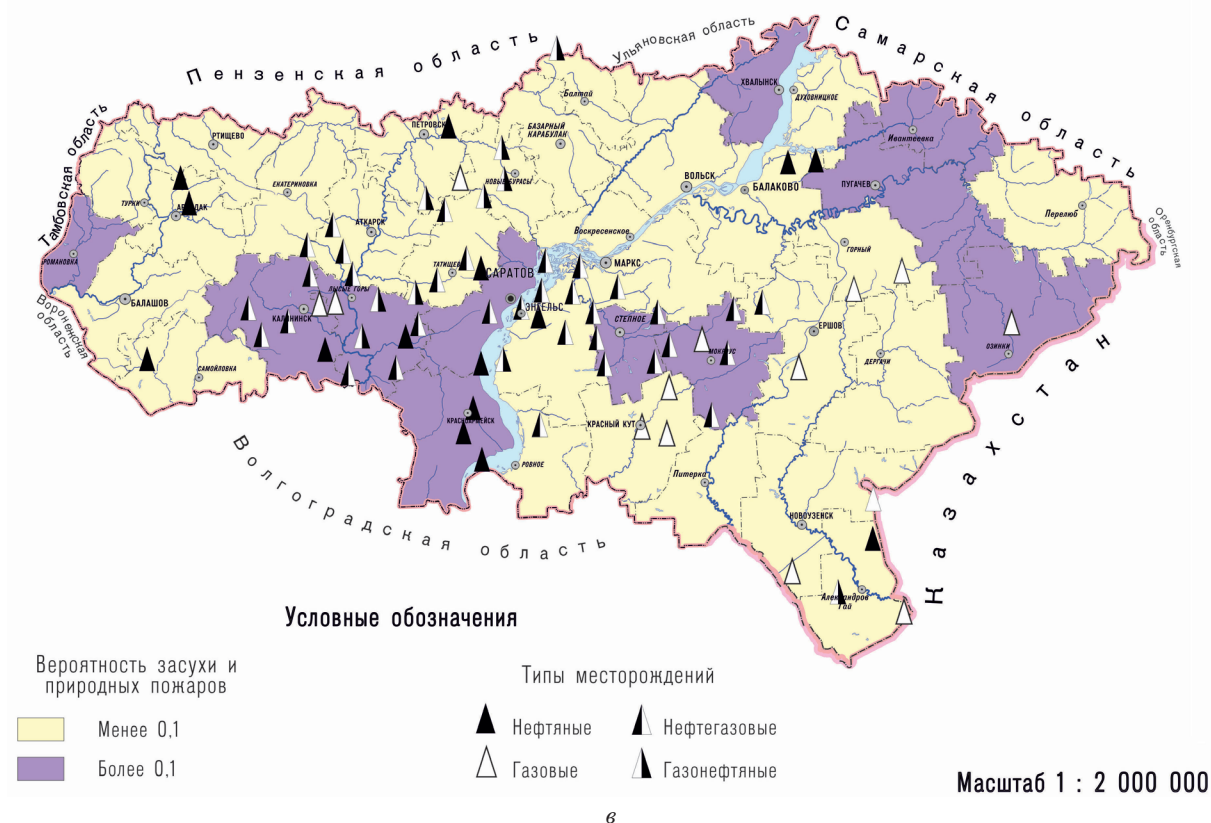 Пензенская область
Ульяновская область
Самарская область
Тамбовская область
Воронежская область
Волгоградская область
Оренбургская область
Казахстан
ХВАЛЫНСК
ДУХОВНИЦКОЕ
Балтай
ПЕТРОВСК
РТИЩЕВО
БАЗАРНЫЙ
КАРАБУЛАК
Ивантеевка
НОВЫЕ БУРАСЫ
ЕКАТЕРИНОВКА
ВОЛЬСК
БАЛАКОВО
ПУГАЧЕВ
ТУРКИ
АРКАДАК
Перелюб
АТКАРСК
Воскресенское
ГОРНЫЙ
РОМАНОВКА
ТАТИЩЕВО
САРАТОВ
МАРКС
БАЛАШОВ
ЛЫСЫЕ ГОРЫ
КАЛИНИНСК
ЭНГЕЛЬС
СТЕПНОЕ
ЕРШОВ
МОКРОУС
ДЕРГАЧИ
ОЗИНКИ
САМОЙЛОВКА
КРАСНОАРМЕЙСК
КРАСНЫЙ КУТ
РОВНОЕ
Питерка
НОВОУЗЕНСК
Александров
Гай
Условные обозначения
Вероятность засухи и
природных пожаров
Менее 0,1
Более 0,1
Типы месторождений
Нефтяные
Нефтегазовые
Газовые
Газонефтяные
Масштаб 1 : 2 000 000
в